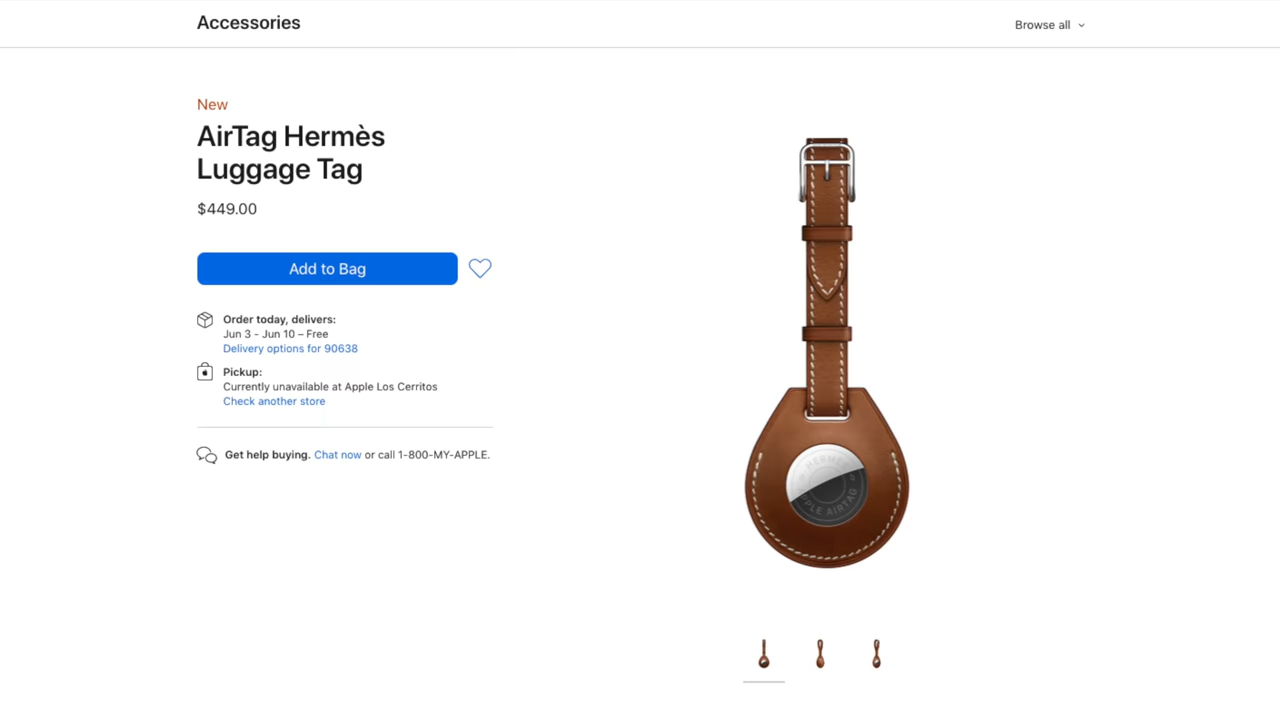 Accessories
Browse all
New
AirTag Hermès
Luggage Tag
$449.00
Add to Bag
Order today, delivers:
Jun 3 - Jun 10 – Free
Delivery options for 90638
Pickup:
Currently unavailable at Apple Los Cerritos
Check another store
Get help buying. Chat now or call 1-800-MY-APPLE.
HERMÈS
APPLE AIRTAG